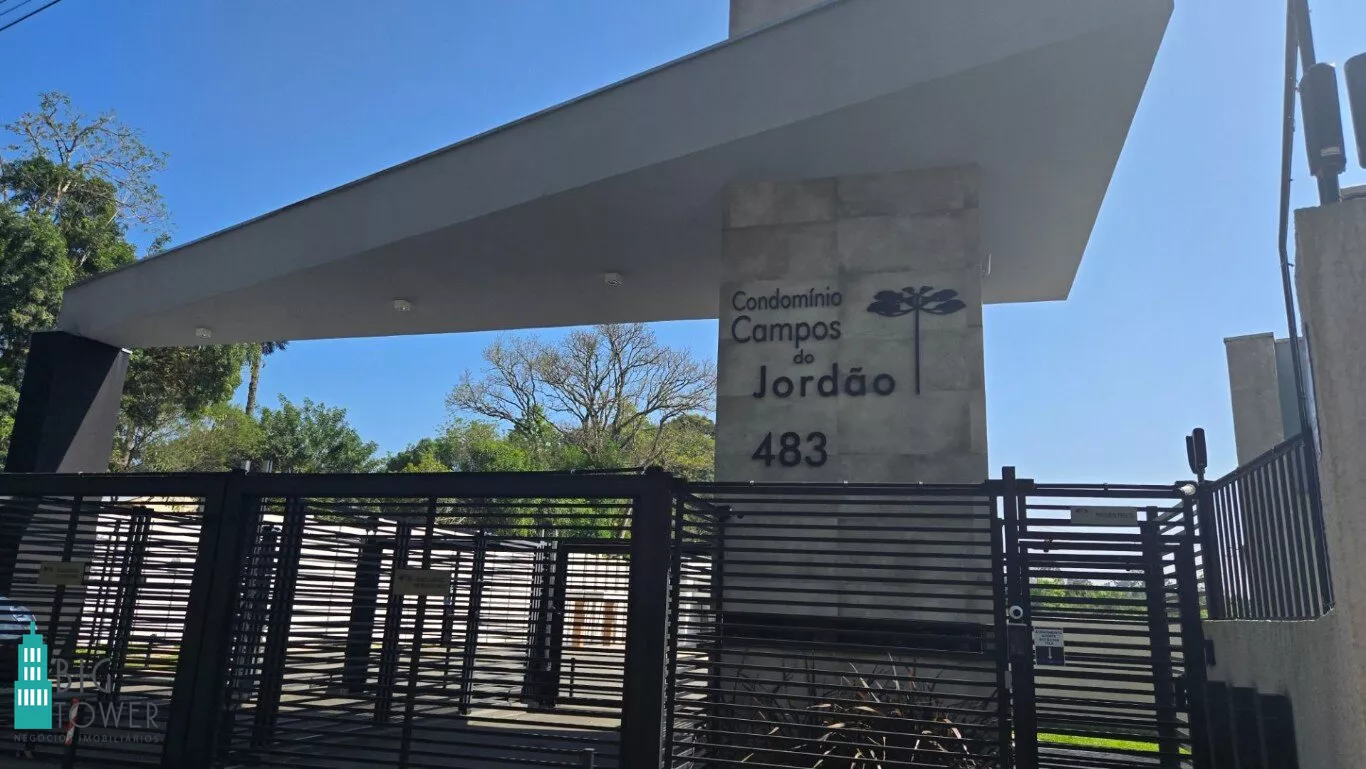 Condomínio
Campos
do
Jordão
483
BIG
TOWER
NEGÓCIOS IMOBILIÁRIOS